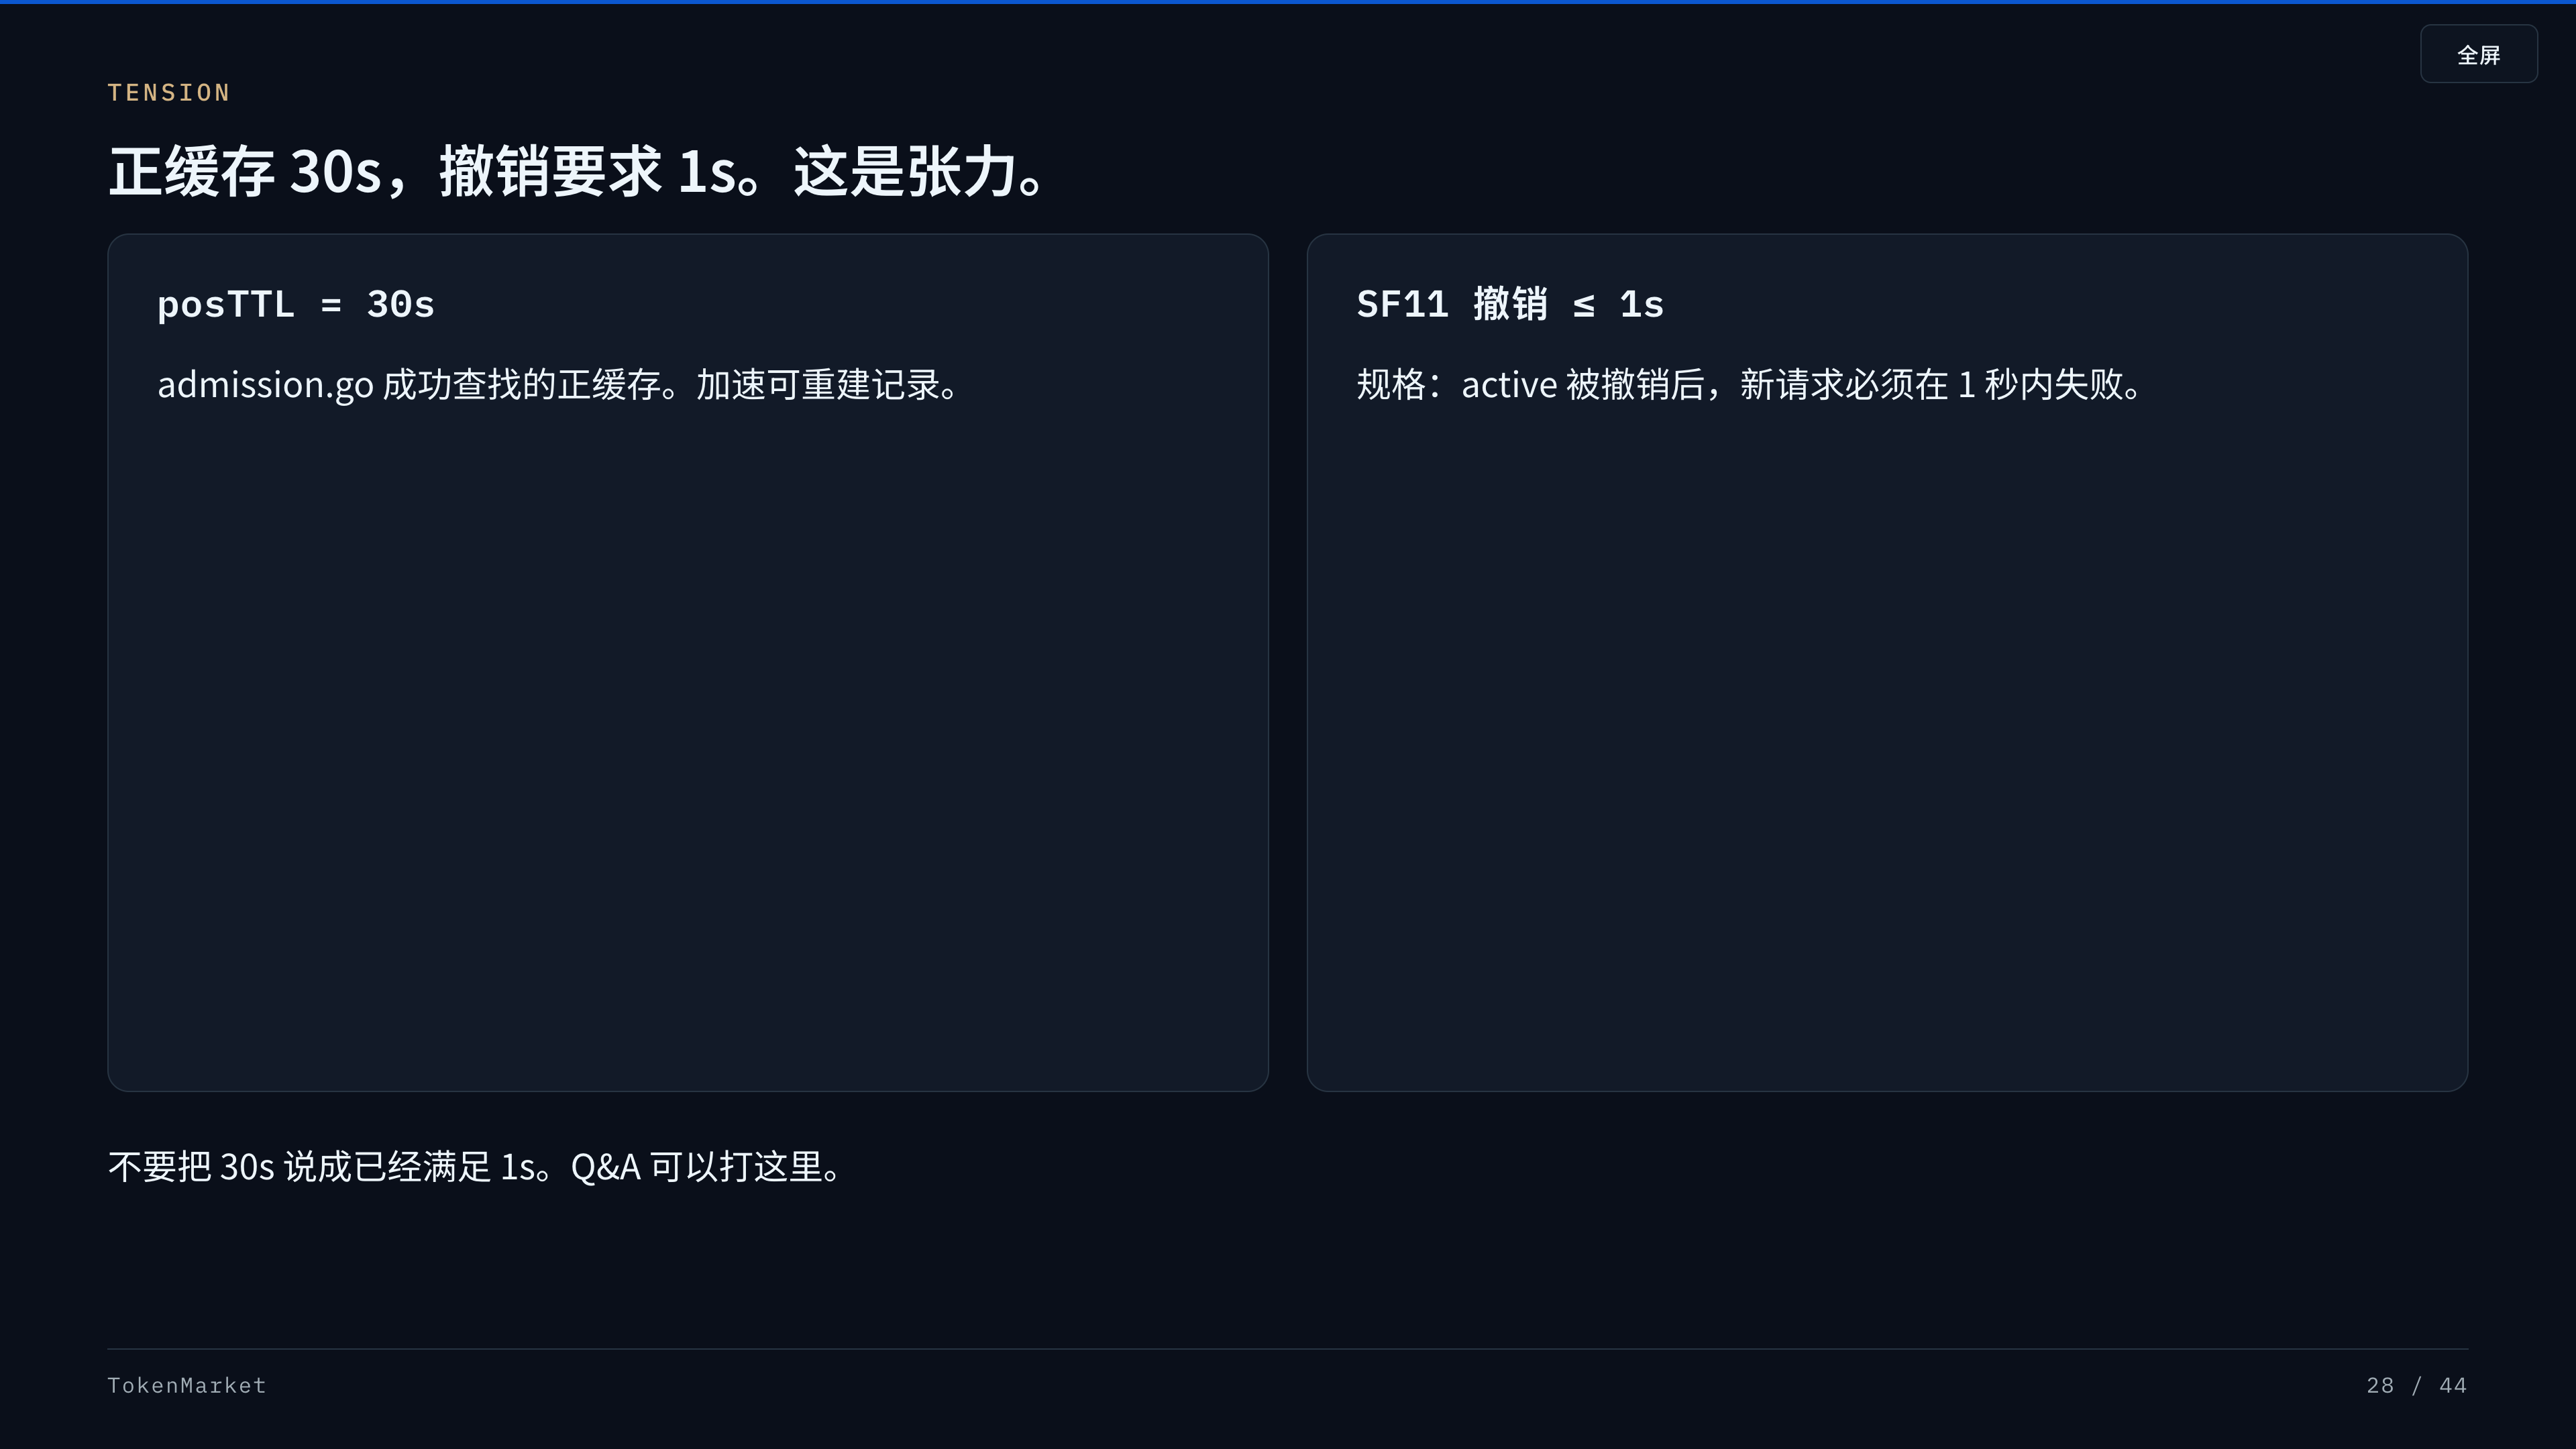 全屏
TENSION
正缓存 30s，撤销要求 1s。这是张力。
posTTL = 30s
admission.go 成功查找的正缓存。加速可重建记录。
SF11 撤销 ≤ 1s
规格：active 被撤销后，新请求必须在 1 秒内失败。
不要把 30s 说成已经满足 1s。Q&A 可以打这里。
TokenMarket
28 / 44